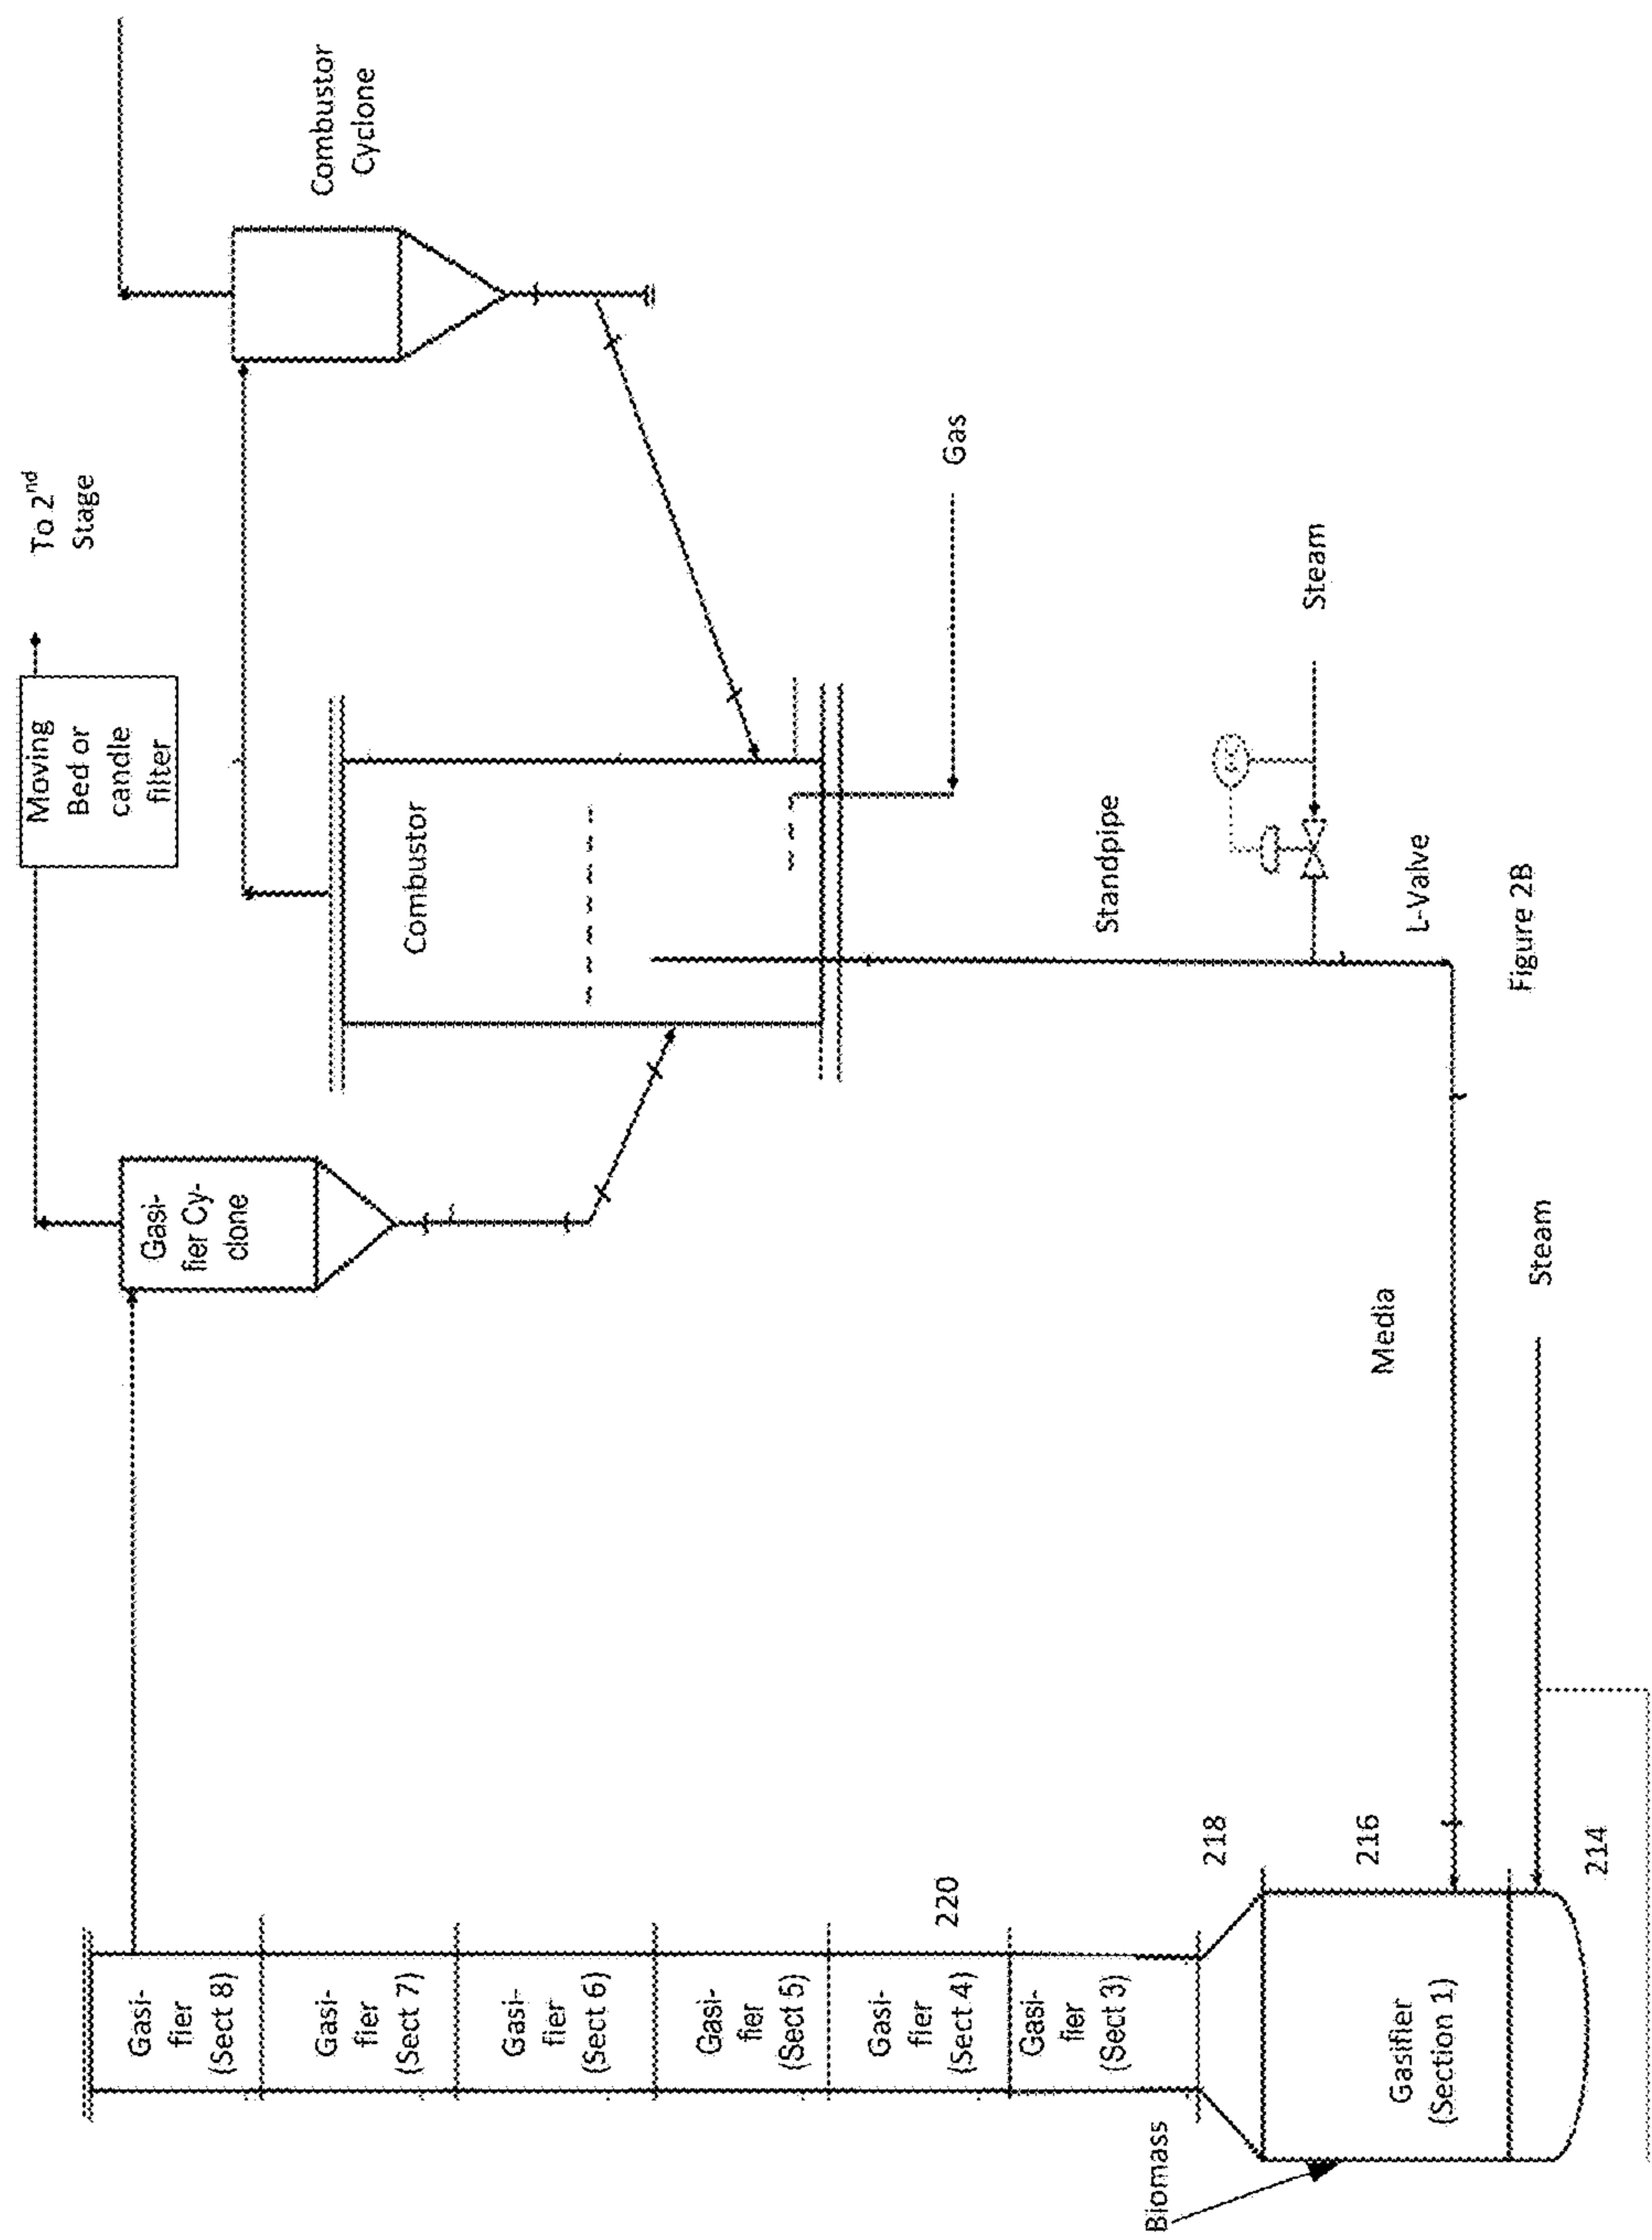 To 2nd
Stage
Moving
Bed or
candle
filter
Combustor
Cyclone
Gasi-
fier Cy-
clone
Combustor
Gas
Gasi-
fier
(Sect 8)
Gasi-
fier
(Sect 7)
Gasi-
fier
(Sect 6)
Gasi-
fier
(Sect 5)
Gasi-
fier
(Sect 4)
220
Gasi-
fier
(Sect 3)
Standpipe
Steam
Biomass
218
216
Gasifier
(Section 1)
Media
L-Valve
Steam
214
Figure 2B